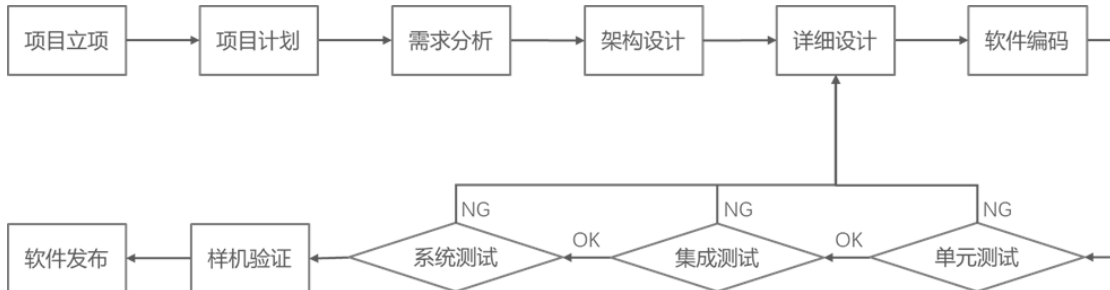 项目立项
项目计划
需求分析
架构设计
详细设计
软件编码
NG
NG
NG
软件发布
样机验证
系统测试
OK
集成测试
OK
单元测试